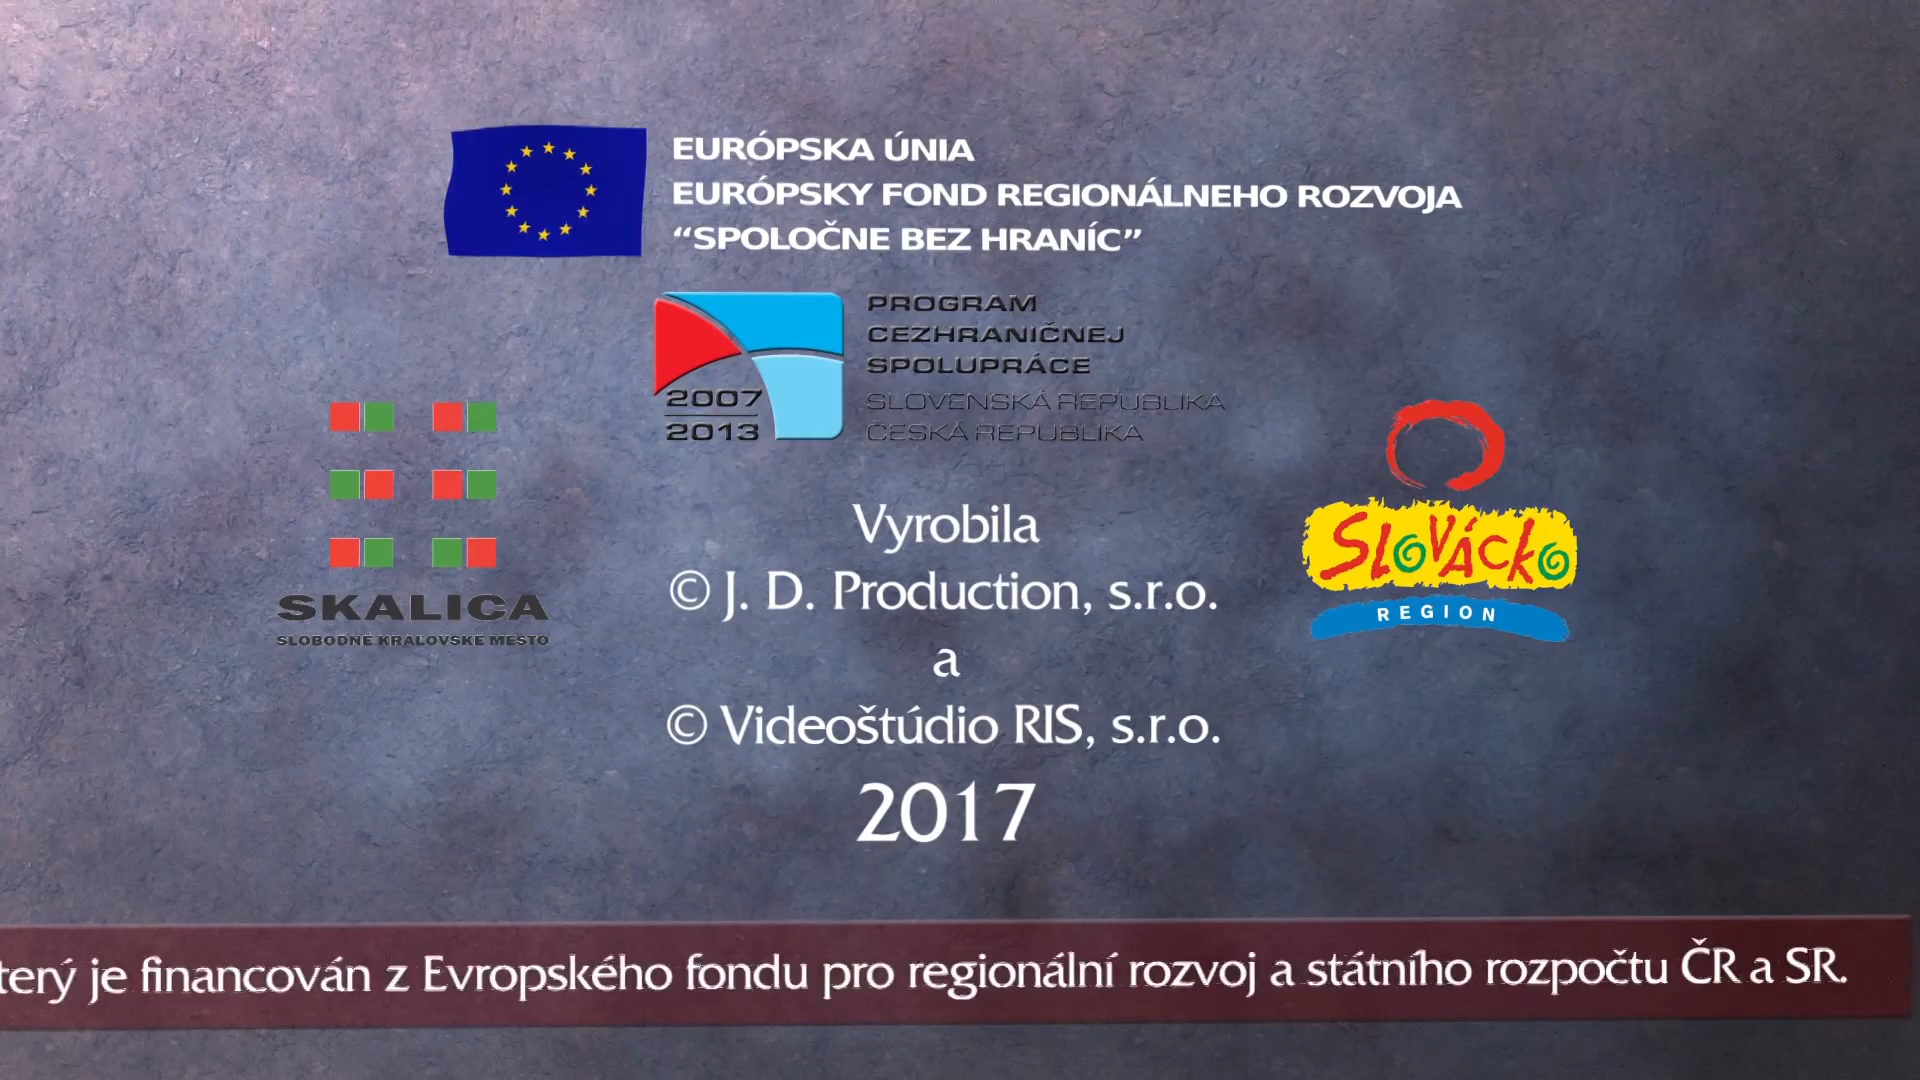 EURÓPSKA ÚNIA
EURÓPSKY FOND REGIONÁLNEHO ROZVOJA
“SPOLOČNE BEZ HRANÍC”
PROGRAM
CEZHRANIČNEJ
SPOLUPRÁCE
SLOVENSKÁ REPUBLIKA
ČESKÁ REPUBLIKA
2007
2013
SKALICA
SLOBODNÉ KRÁĽOVSKÉ MESTO
SLOVÁCKO
REGION
Vyrobila
© J. D. Production, s.r.o.
a
© Videoštúdio RIS, s.r.o.
2017
terý je financován z Evropského fondu pro regionální rozvoj a státního rozpočtu ČR a SR.